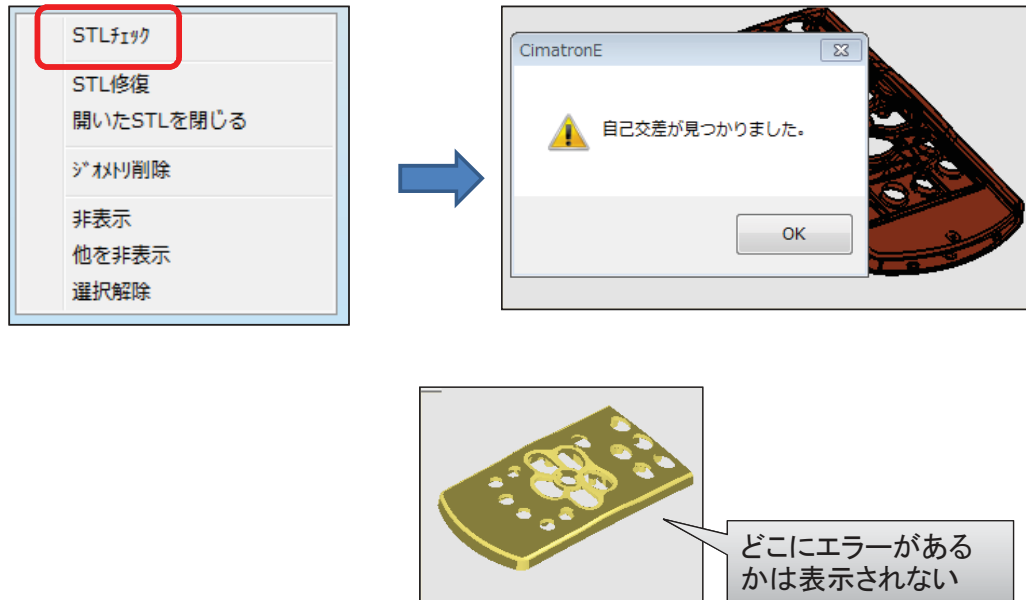 STLﾁｪｯｸ
STL修復
開いたSTLを閉じる
ｼﾞｵﾒﾄﾘ削除
非表示
他を非表示
選択解除
CimatronE
自己交差が見つかりました。
OK
どこにエラーがある
かは表示されない